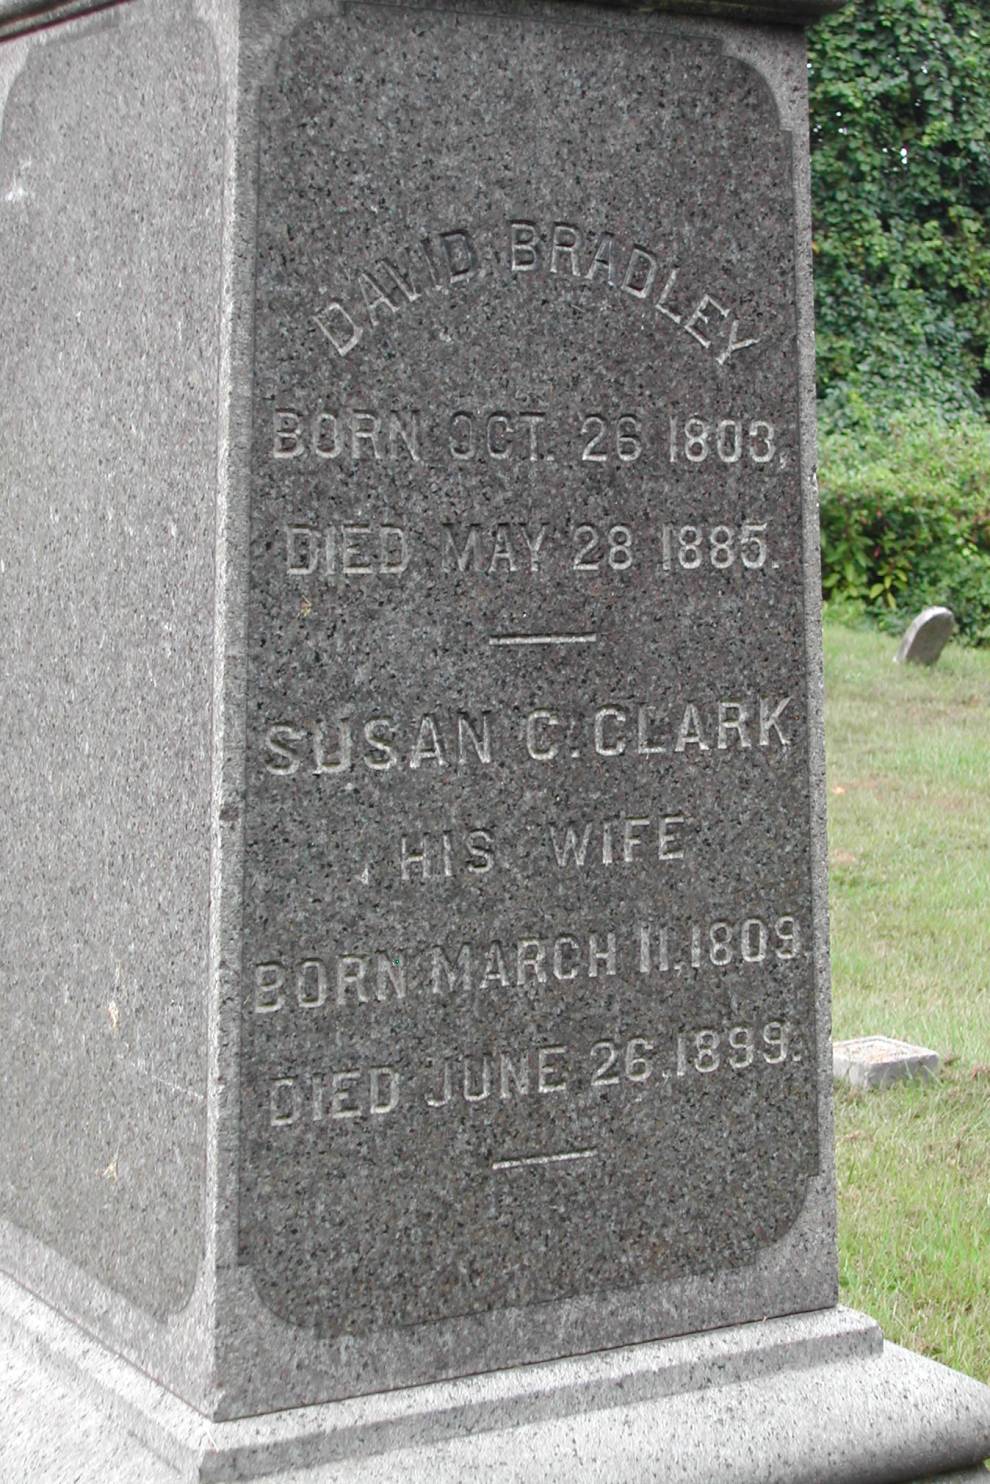 DAVID BRADLEY
BORN OCT. 26 1803,
DIED MAY 28 1885.
SUSAN C. CLARK
HIS WIFE
BORN MARCH 11. 1809.
DIED JUNE 26. 1899.